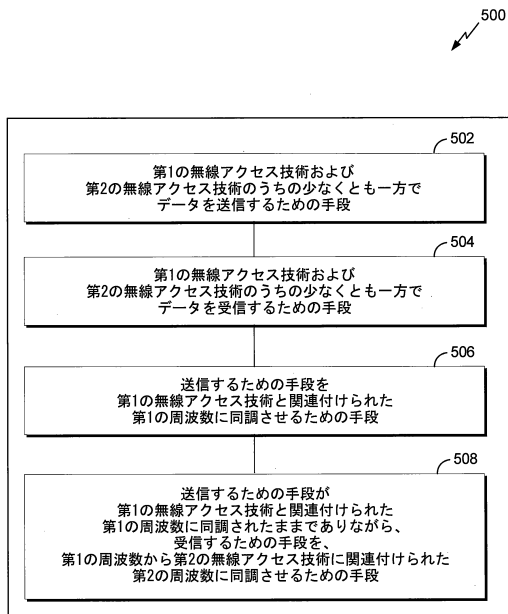 500
502
第1の無線アクセス技術および
第2の無線アクセス技術のうちの少なくとも一方で
データを送信するための手段
504
第1の無線アクセス技術および
第2の無線アクセス技術のうちの少なくとも一方で
データを受信するための手段
506
送信するための手段を
第1の無線アクセス技術と関連付けられた
第1の周波数に同調させるための手段
508
送信するための手段が
第1の無線アクセス技術と関連付けられた
第1の周波数に同調されたままでありながら、
受信するための手段を、
第1の周波数から第2の無線アクセス技術に関連付けられた
第2の周波数に同調させるための手段